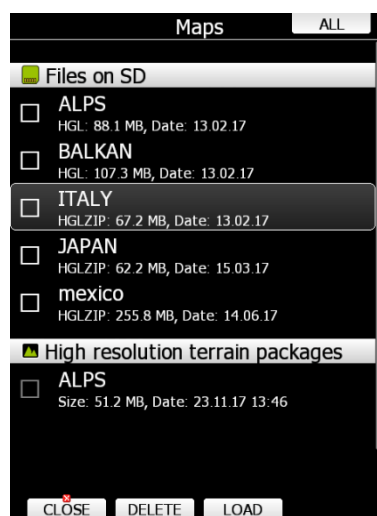 Maps
ALL
Files on SD
ALPS
HGL: 88.1 MB, Date: 13.02.17
BALKAN
HGL: 107.3 MB, Date: 13.02.17
ITALY
HGLZIP: 67.2 MB, Date: 13.02.17
JAPAN
HGLZIP: 62.2 MB, Date: 15.03.17
mexico
HGLZIP: 255.8 MB, Date: 14.06.17
High resolution terrain packages
ALPS
Size: 51.2 MB, Date: 23.11.17 13:46
CLOSE DELETE LOAD